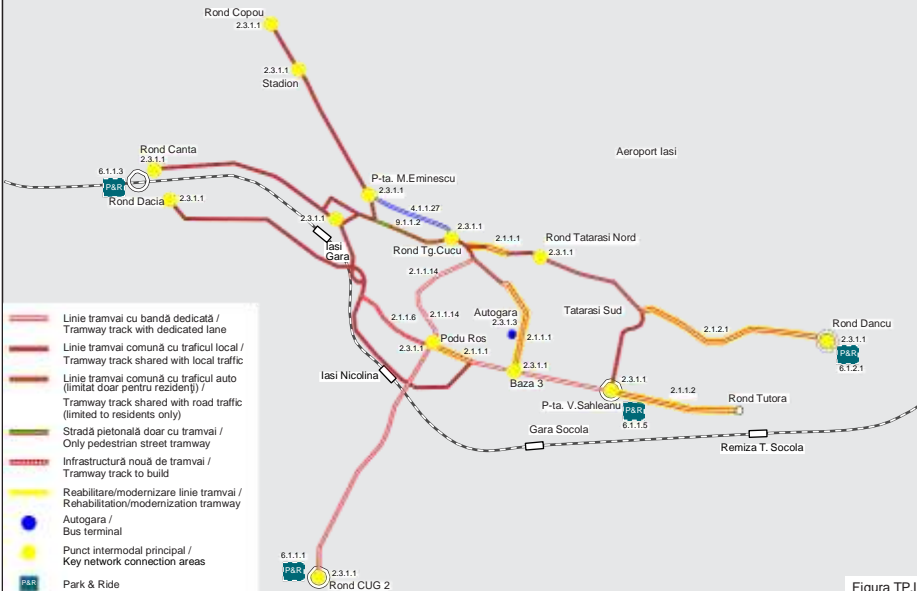 Rond Copou
2.3.1.1
2.3.1.1
Stadion
Aeroport Iasi
Rond Canta
2.3.1.1
6.1.1.3
P&R
Rond Dacia
2.3.1.1
P-ta. M.Eminescu
2.3.1.1
4.1.1.27
9.1.1.2
2.3.1.1
2.3.1.1
Rond Tg.Cucu
2.1.1.1
Rond Tatarasi Nord
2.3.1.1
Iasi
Gara
2.1.1.14
2.1.1.14
2.1.1.6
Autogara
2.3.1.3
2.1.1.1
Tatarasi Sud
2.1.2.1
Rond Dancu
2.3.1.1
P&R
6.1.2.1
Podu Ros
2.3.1.1
2.1.1.1
2.3.1.1
Baza 3
Iasi Nicolina
2.3.1.1
P-ta. V.Sahleanu
2.1.1.2
P&R
6.1.1.5
Rond Tutora
Gara Socola
Remiza T. Socola
6.1.1.1
P&R
2.3.1.1
Rond CUG 2
Linie tramvai cu bandă dedicată /
Tramway track with dedicated lane
Linie tramvai comună cu traficul local /
Tramway track shared with local traffic
Linie tramvai comună cu traficul auto
(limitat doar pentru rezidenţi) /
Tramway track shared with road traffic
(limited to residents only)
Stradă pietonală doar cu tramvai /
Only pedestrian street tramway
Infrastructură nouă de tramvai /
Tramway track to build
Reabilitare/modernizare linie tramvai /
Rehabilitation/modernization tramway
Autogara /
Bus terminal
Punct intermodal principal /
Key network connection areas
P&R
Park & Ride
Figura TP.I